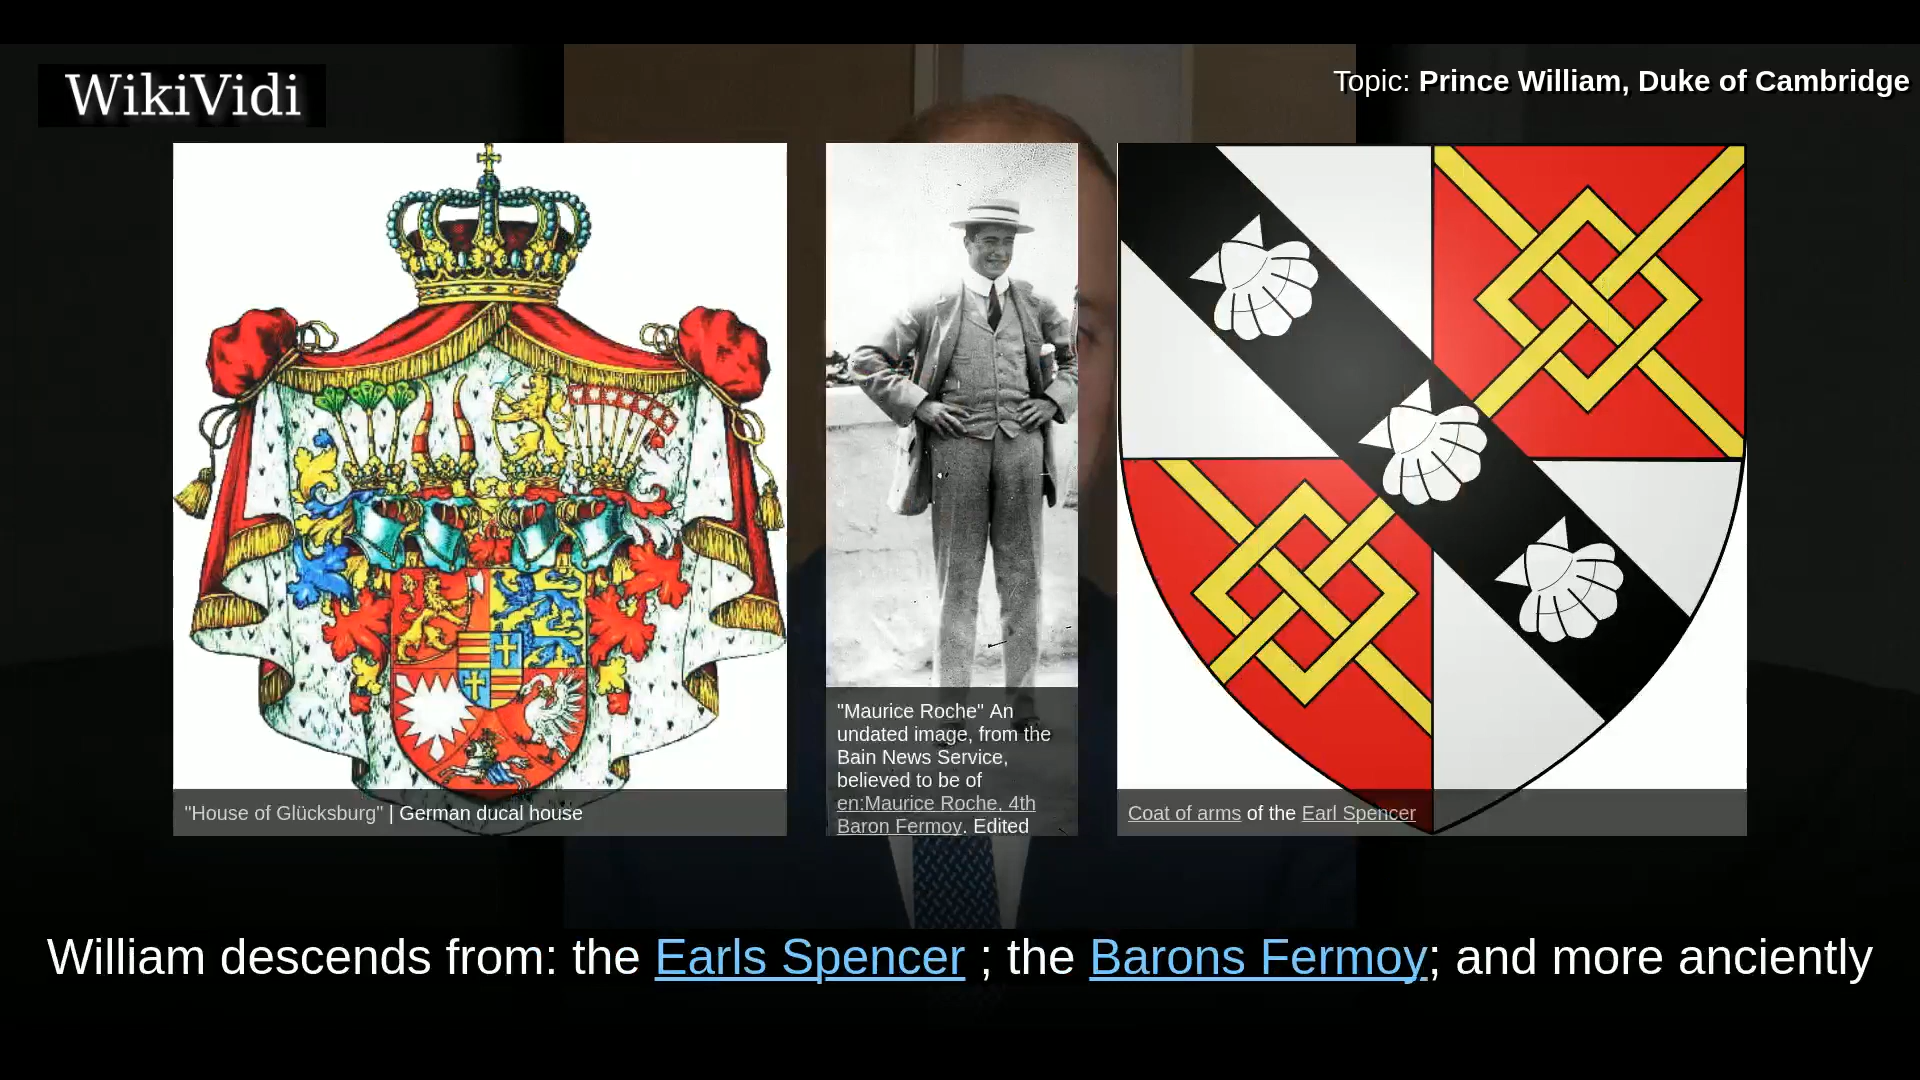 WikiVidi
Topic: Prince William, Duke of Cambridge
"House of Glücksburg" | German ducal house
"Maurice Roche" An
undated image, from the
Bain News Service,
believed to be of
en:Maurice Roche, 4th
Baron Fermoy. Edited
Coat of arms of the Earl Spencer
William descends from: the Earls Spencer ; the Barons Fermoy; and more anciently